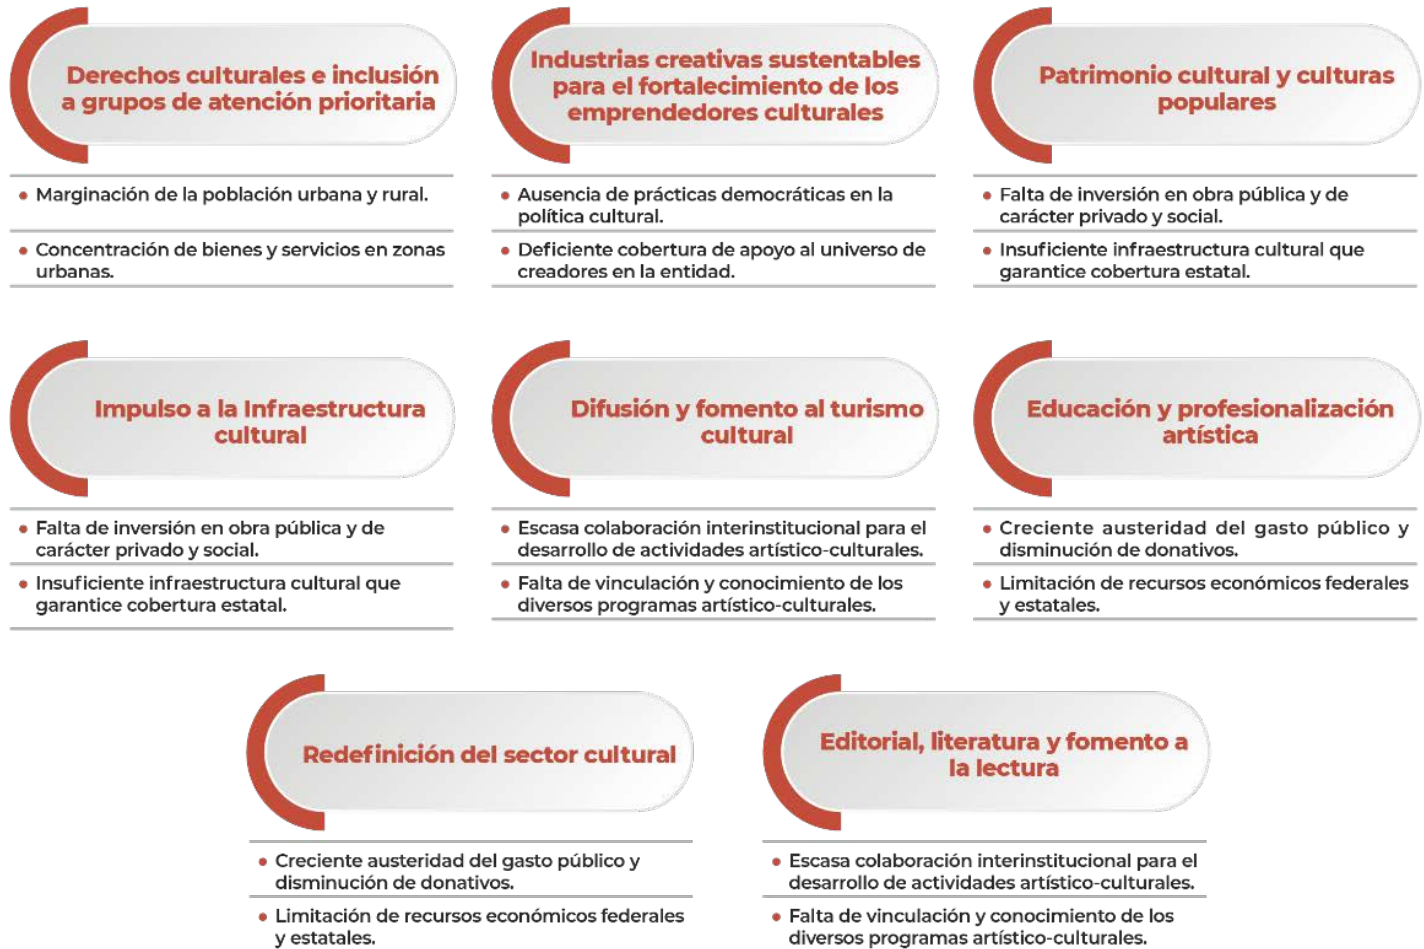 Derechos culturales e inclusión
a grupos de atención prioritaria
• Marginación de la población urbana y rural.
• Concentración de bienes y servicios en zonas
urbanas.
Industrias creativas sustentables
para el fortalecimiento de los
emprendedores culturales
• Ausencia de prácticas democráticas en la
política cultural.
• Deficiente cobertura de apoyo al universo de
creadores en la entidad.
Patrimonio cultural y culturas
populares
• Falta de inversión en obra pública y de
carácter privado y social.
• Insuficiente infraestructura cultural que
garantice cobertura estatal.
Impulso a la Infraestructura
cultural
• Falta de inversión en obra pública y de
carácter privado y social.
• Insuficiente infraestructura cultural que
garantice cobertura estatal.
Difusión y fomento al turismo
cultural
• Escasa colaboración interinstitucional para el
desarrollo de actividades artístico-culturales.
• Falta de vinculación y conocimiento de los
diversos programas artístico-culturales.
Educación y profesionalización
artística
• Creciente austeridad del gasto público y
disminución de donativos.
• Limitación de recursos económicos federales
y estatales.
Redefinición del sector cultural
• Creciente austeridad del gasto público y
disminución de donativos.
• Limitación de recursos económicos federales
y estatales.
Editorial, literatura y fomento a
la lectura
• Escasa colaboración interinstitucional para el
desarrollo de actividades artístico-culturales.
• Falta de vinculación y conocimiento de los
diversos programas artístico-culturales.